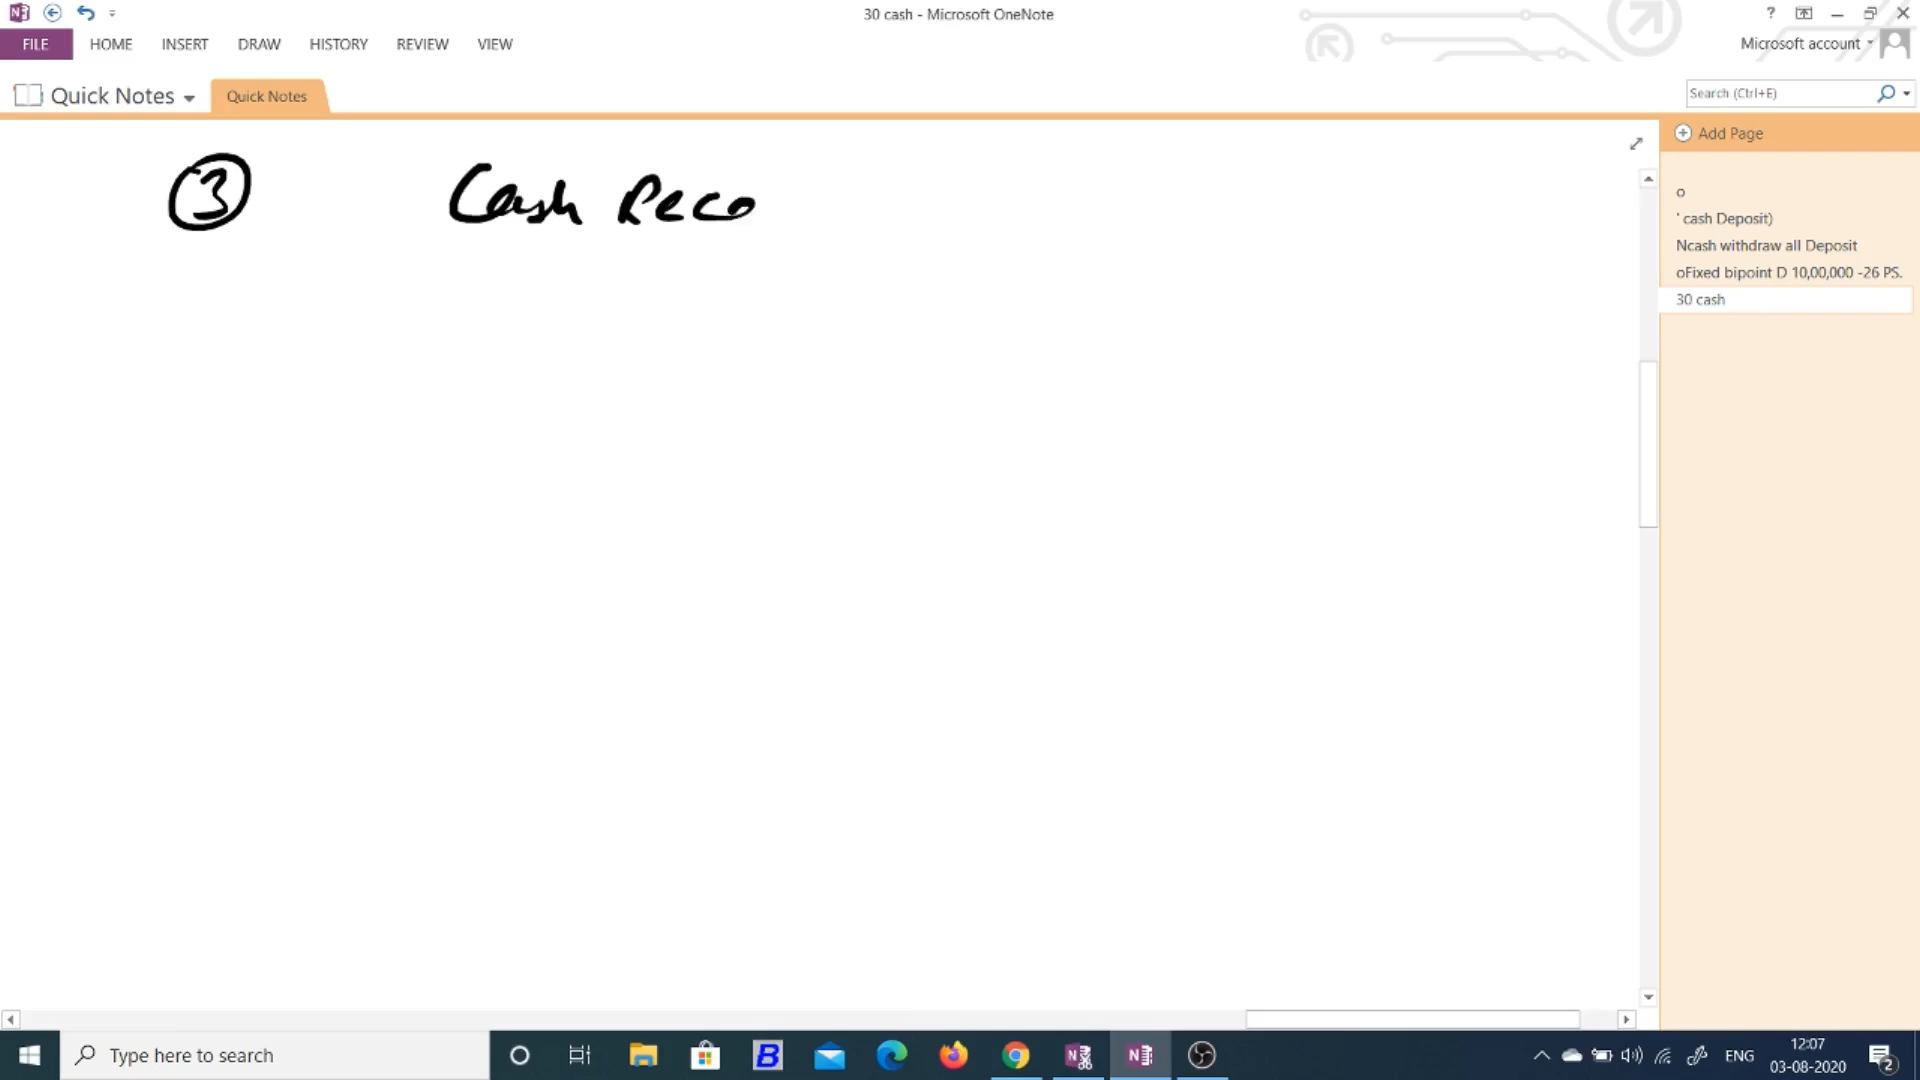 30 cash - Microsoft OneNote
?
FILE HOME INSERT DRAW HISTORY REVIEW VIEW
Microsoft account
Quick Notes
Quick Notes
Search (Ctrl+E)
Add Page
③ Cash Reco
o
' cash Deposit)
Ncash withdraw all Deposit
oFixed bipoint D 10,00,000 -26 PS.
30 cash
Type here to search
B
ENG
12:07
03-08-2020
2